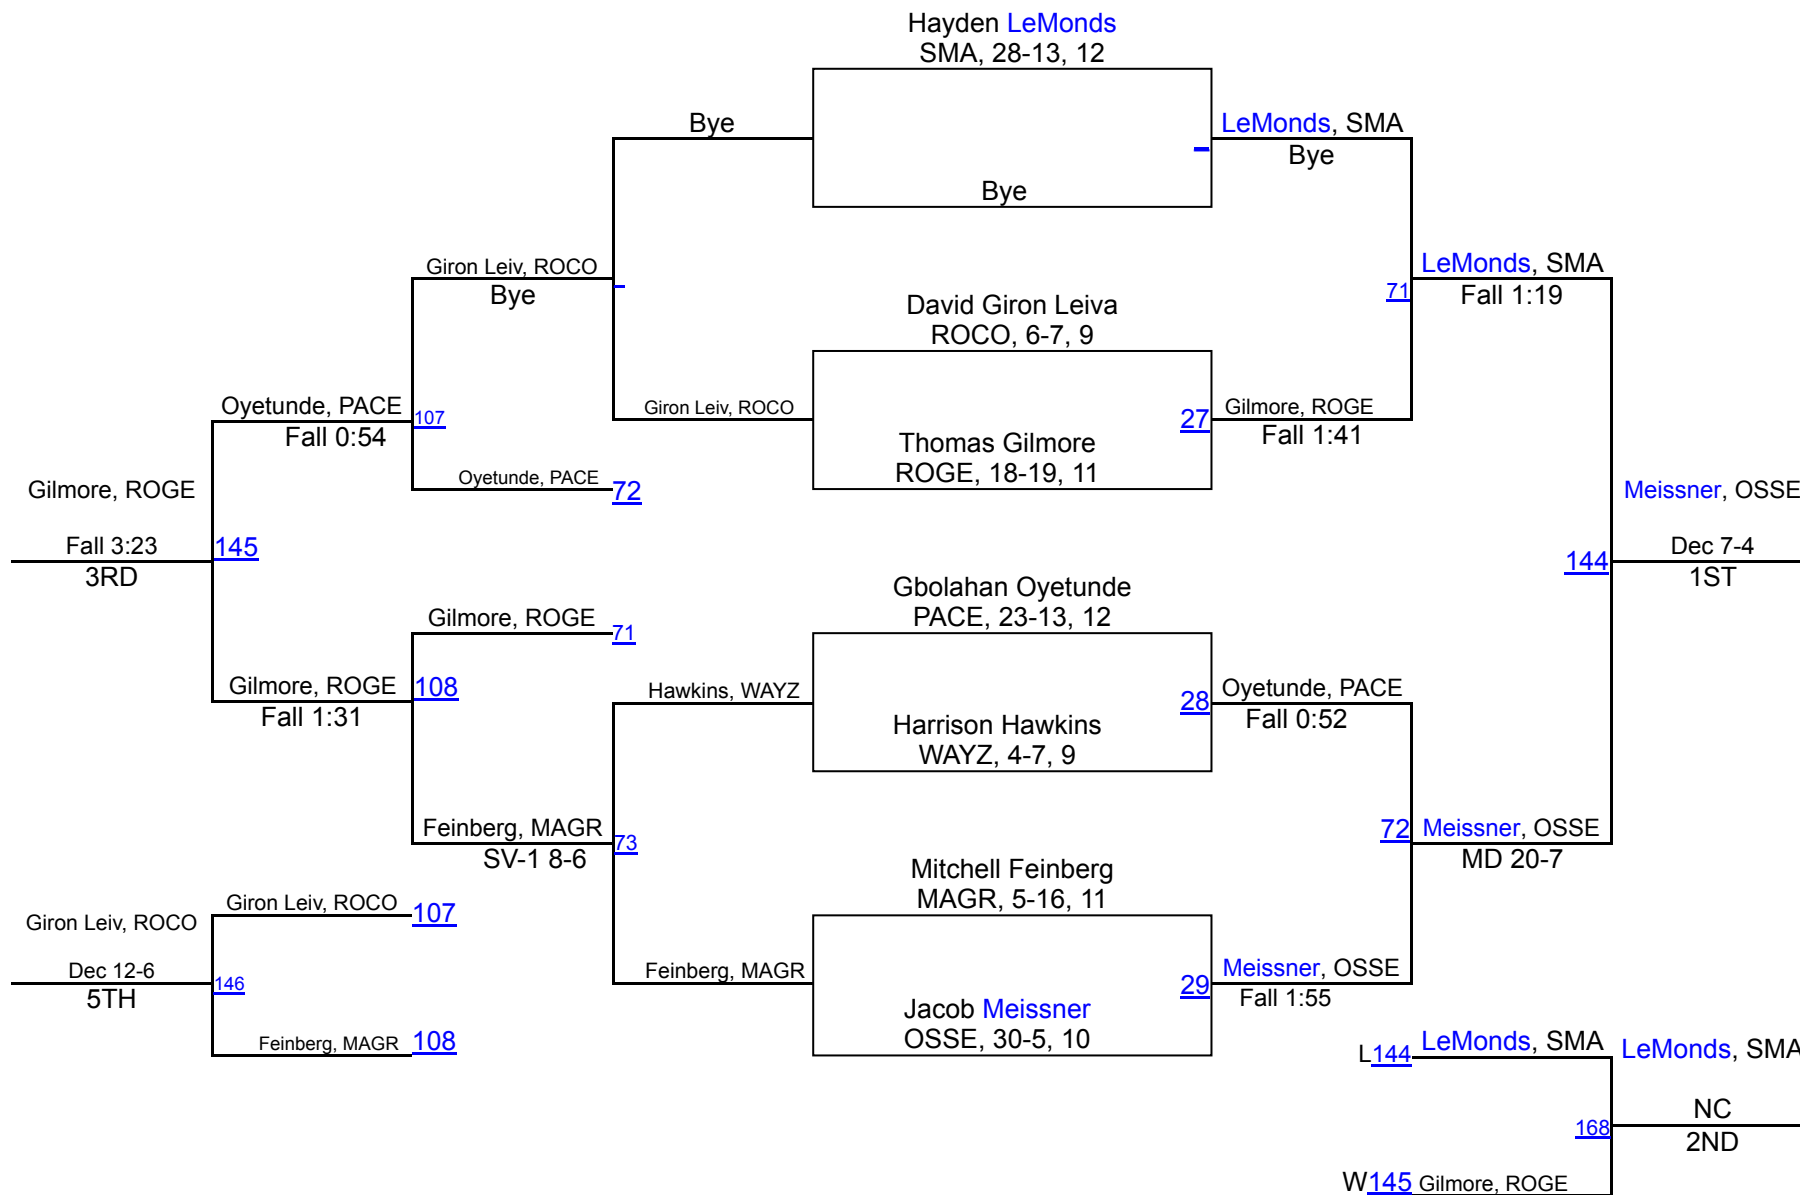 Hayden LeMonds
SMA, 28-13, 12
Bye
LeMonds, SMA
Bye
Bye
Giron Leiv, ROCO
Bye
LeMonds, SMA
71
Fall 1:19
David Giron Leiva
ROCO, 6-7, 9
Oyetunde, PACE
107
Fall 0:54
Giron Leiv, ROCO
27
Gilmore, ROGE
Fall 1:41
Thomas Gilmore
ROGE, 18-19, 11
Oyetunde, PACE
72
Gilmore, ROGE
Meissner, OSSE
Fall 3:23
145
3RD
144
Dec 7-4
1ST
Gbolahan Oyetunde
PACE, 23-13, 12
Gilmore, ROGE
71
Gilmore, ROGE
108
Fall 1:31
Hawkins, WAYZ
28
Oyetunde, PACE
Fall 0:52
Harrison Hawkins
WAYZ, 4-7, 9
Feinberg, MAGR
73
SV-1 8-6
72
Meissner, OSSE
MD 20-7
Mitchell Feinberg
MAGR, 5-16, 11
Giron Leiv, ROCO
107
Giron Leiv, ROCO
Dec 12-6
146
5TH
Feinberg, MAGR
29
Meissner, OSSE
Fall 1:55
Jacob Meissner
OSSE, 30-5, 10
Feinberg, MAGR
108
L144
LeMonds, SMA
LeMonds, SMA
NC
168
2ND
W145
Gilmore, ROGE